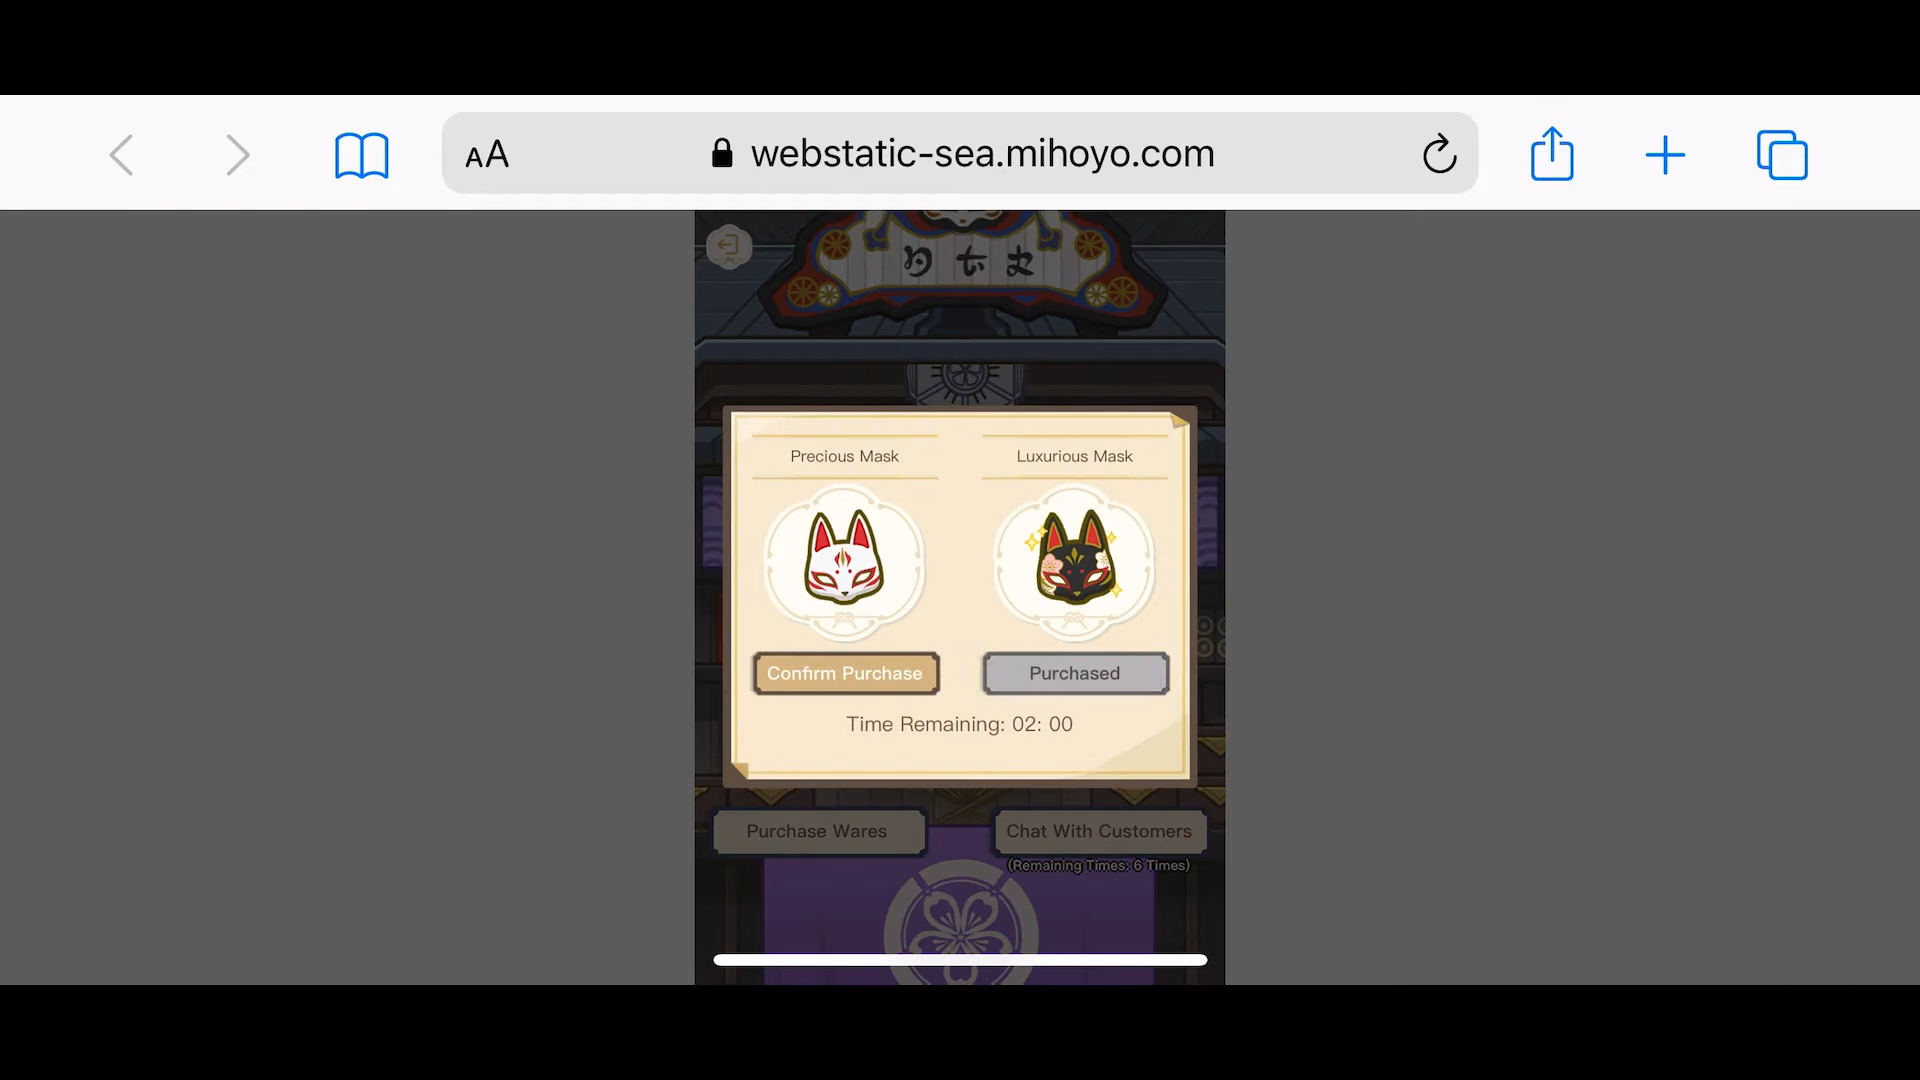 AA webstatic-sea.mihoyo.com
Precious Mask
Luxurious Mask
Confirm Purchase
Purchased
Time Remaining: 02: 00
Purchase Wares
Chat With Customers
(Remaining Times: 6 Times)